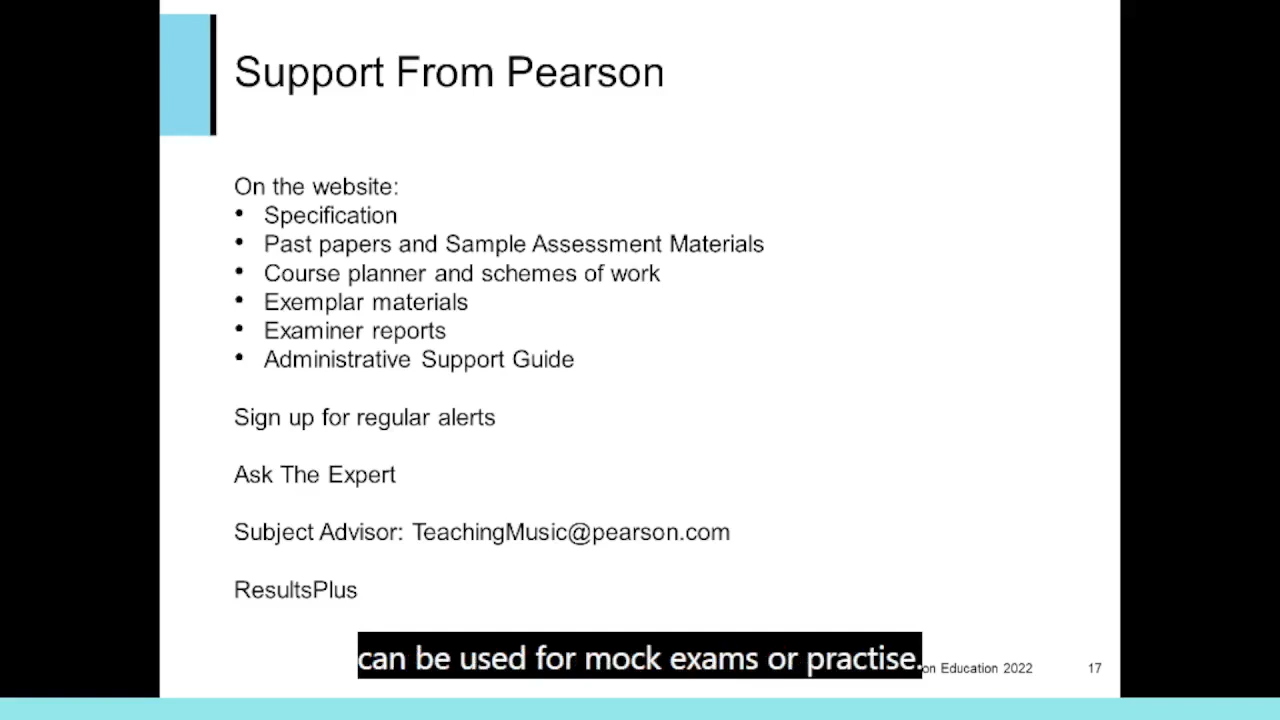 Support From Pearson
On the website:
• Specification
• Past papers and Sample Assessment Materials
• Course planner and schemes of work
• Exemplar materials
• Examiner reports
• Administrative Support Guide
Sign up for regular alerts
Ask The Expert
Subject Advisor: TeachingMusic@pearson.com
ResultsPlus
can be used for mock exams or practise.
Education 2022 17